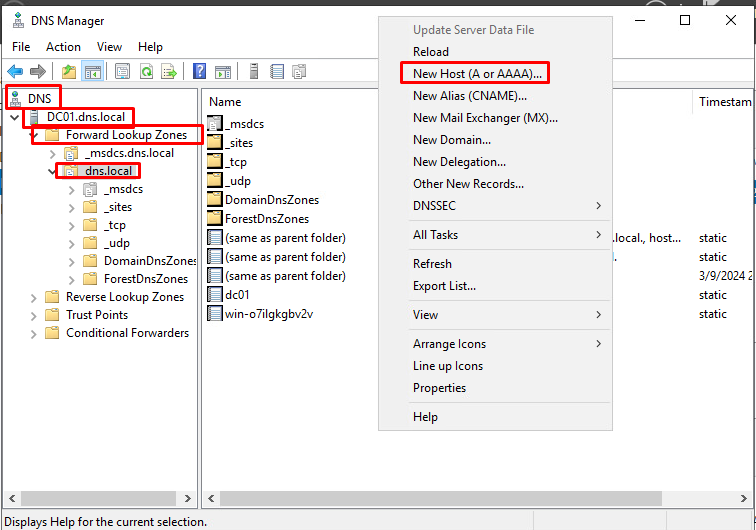 DNS Manager
File Action View Help
DNS
DC01.dns.local
Forward Lookup Zones
_msdcs.dns.local
dns.local
_msdcs
_sites
_tcp
_udp
DomainDnsZones
ForestDnsZones
Reverse Lookup Zones
Trust Points
Conditional Forwarders
Name Timestam
_msdcs
_sites
_tcp
_udp
DomainDnsZones
ForestDnsZones
(same as parent folder) .local., host... static
(same as parent folder) . static
(same as parent folder) 3/9/2024 2
dc01 static
win-o7ilgkgbv2v static
Update Server Data File
Reload
New Host (A or AAAA)...
New Alias (CNAME)...
New Mail Exchanger (MX)...
New Domain...
New Delegation...
Other New Records...
DNSSEC
All Tasks
Refresh
Export List...
View
Arrange Icons
Line up Icons
Properties
Help
Displays Help for the current selection.